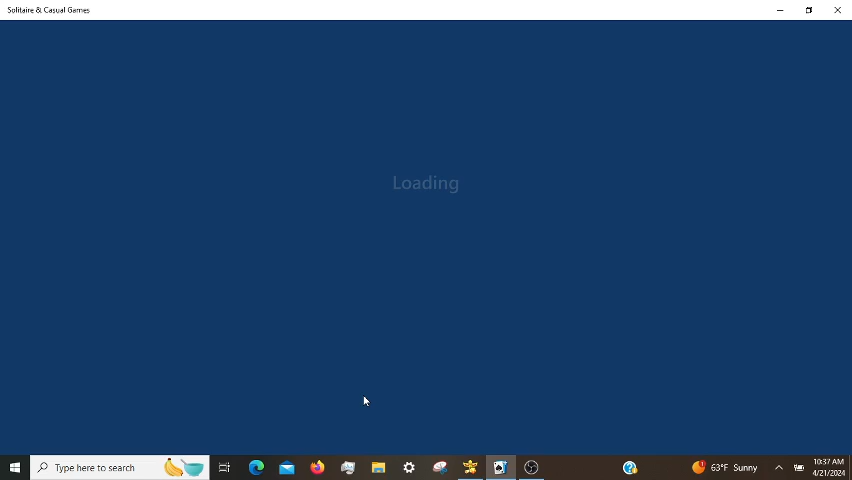 Solitaire & Casual Games
Loading
Type here to search
63°F Sunny
10:37 AM
4/21/2024